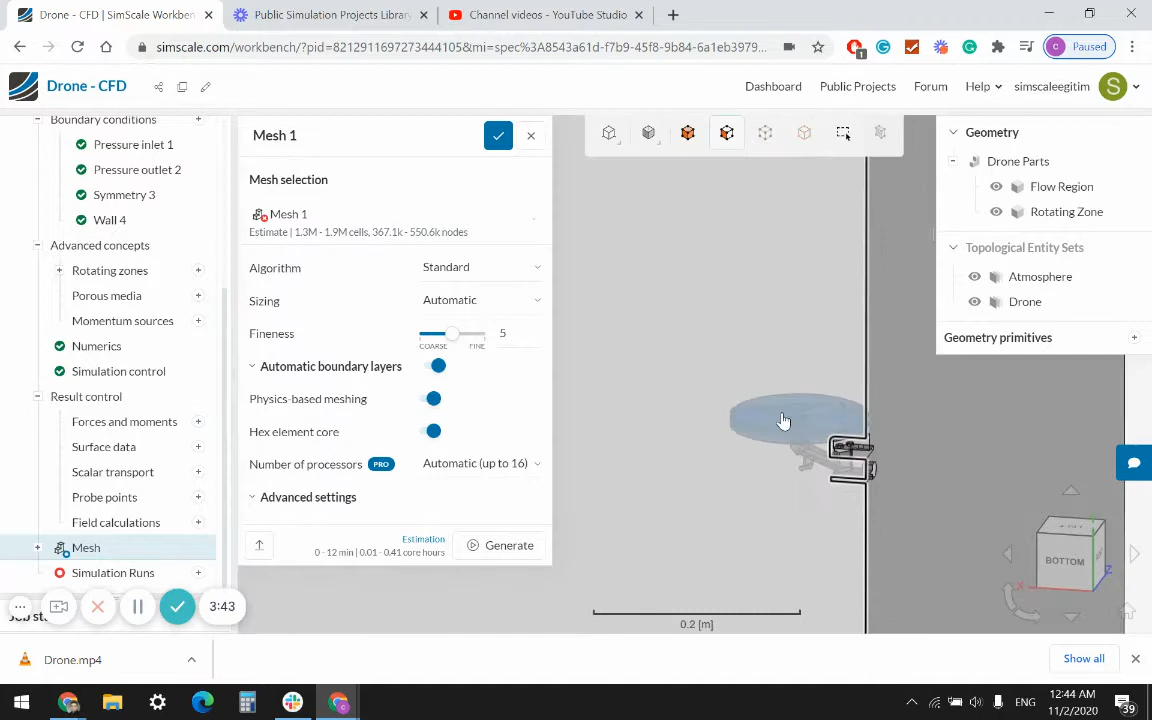 Drone - CFD | SimScale Workben
Public Simulation Projects Library
Channel videos - YouTube Studio
simscale.com/workbench/?pid=8212911697273444105&mi=spec%3A8543a61d-f7b9-45f8-9b84-6a1eb3979...
1
C
Paused
Drone - CFD
Dashboard
Public Projects
Forum
Help
simscaleegitim
S
Boundary conditions
Pressure inlet 1
Pressure outlet 2
Symmetry 3
Wall 4
Advanced concepts
Rotating zones
Porous media
Momentum sources
Numerics
Simulation control
Result control
Forces and moments
Surface data
Scalar transport
Probe points
Field calculations
Mesh
Simulation Runs
3:43
Mesh 1
Mesh selection
Mesh 1
Estimate | 1.3M - 1.9M cells, 367.1k - 550.6k nodes
Algorithm
Standard
Sizing
Automatic
Fineness
5
COARSE
FINE
Automatic boundary layers
Physics-based meshing
Hex element core
Number of processors
PRO
Automatic (up to 16)
Advanced settings
Estimation
0 - 12 min | 0.01 - 0.41 core hours
Generate
Geometry
Drone Parts
Flow Region
Rotating Zone
Topological Entity Sets
Atmosphere
Drone
Geometry primitives
BOTTOM
X
Z
0.2 [m]
Drone.mp4
Show all
ENG
12:44 AM
11/2/2020
39